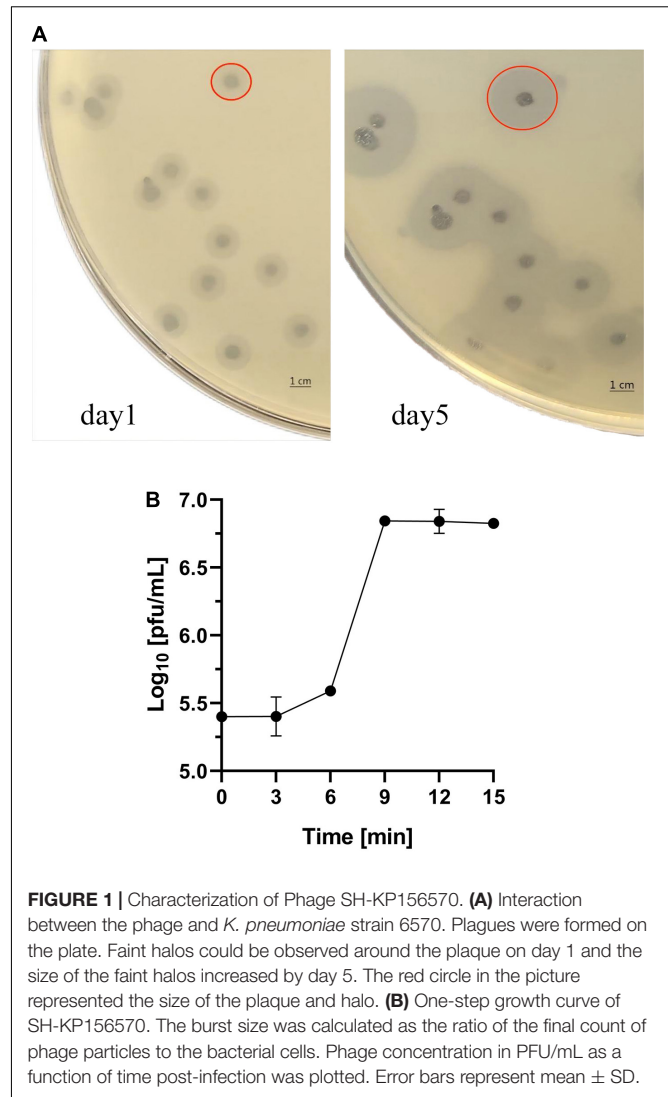 A
1 cm
day1
1 cm
day5
B
7.0
6.5
6.0
5.5
5.0
Log10 [pfu/mL]
0 3 6 9 12 15
Time [min]
FIGURE 1 | Characterization of Phage SH-KP156570. (A) Interaction
between the phage and K. pneumoniae strain 6570. Plagues were formed on
the plate. Faint halos could be observed around the plaque on day 1 and the
size of the faint halos increased by day 5. The red circle in the picture
represented the size of the plaque and halo. (B) One-step growth curve of
SH-KP156570. The burst size was calculated as the ratio of the final count of
phage particles to the bacterial cells. Phage concentration in PFU/mL as a
function of time post-infection was plotted. Error bars represent mean ± SD.